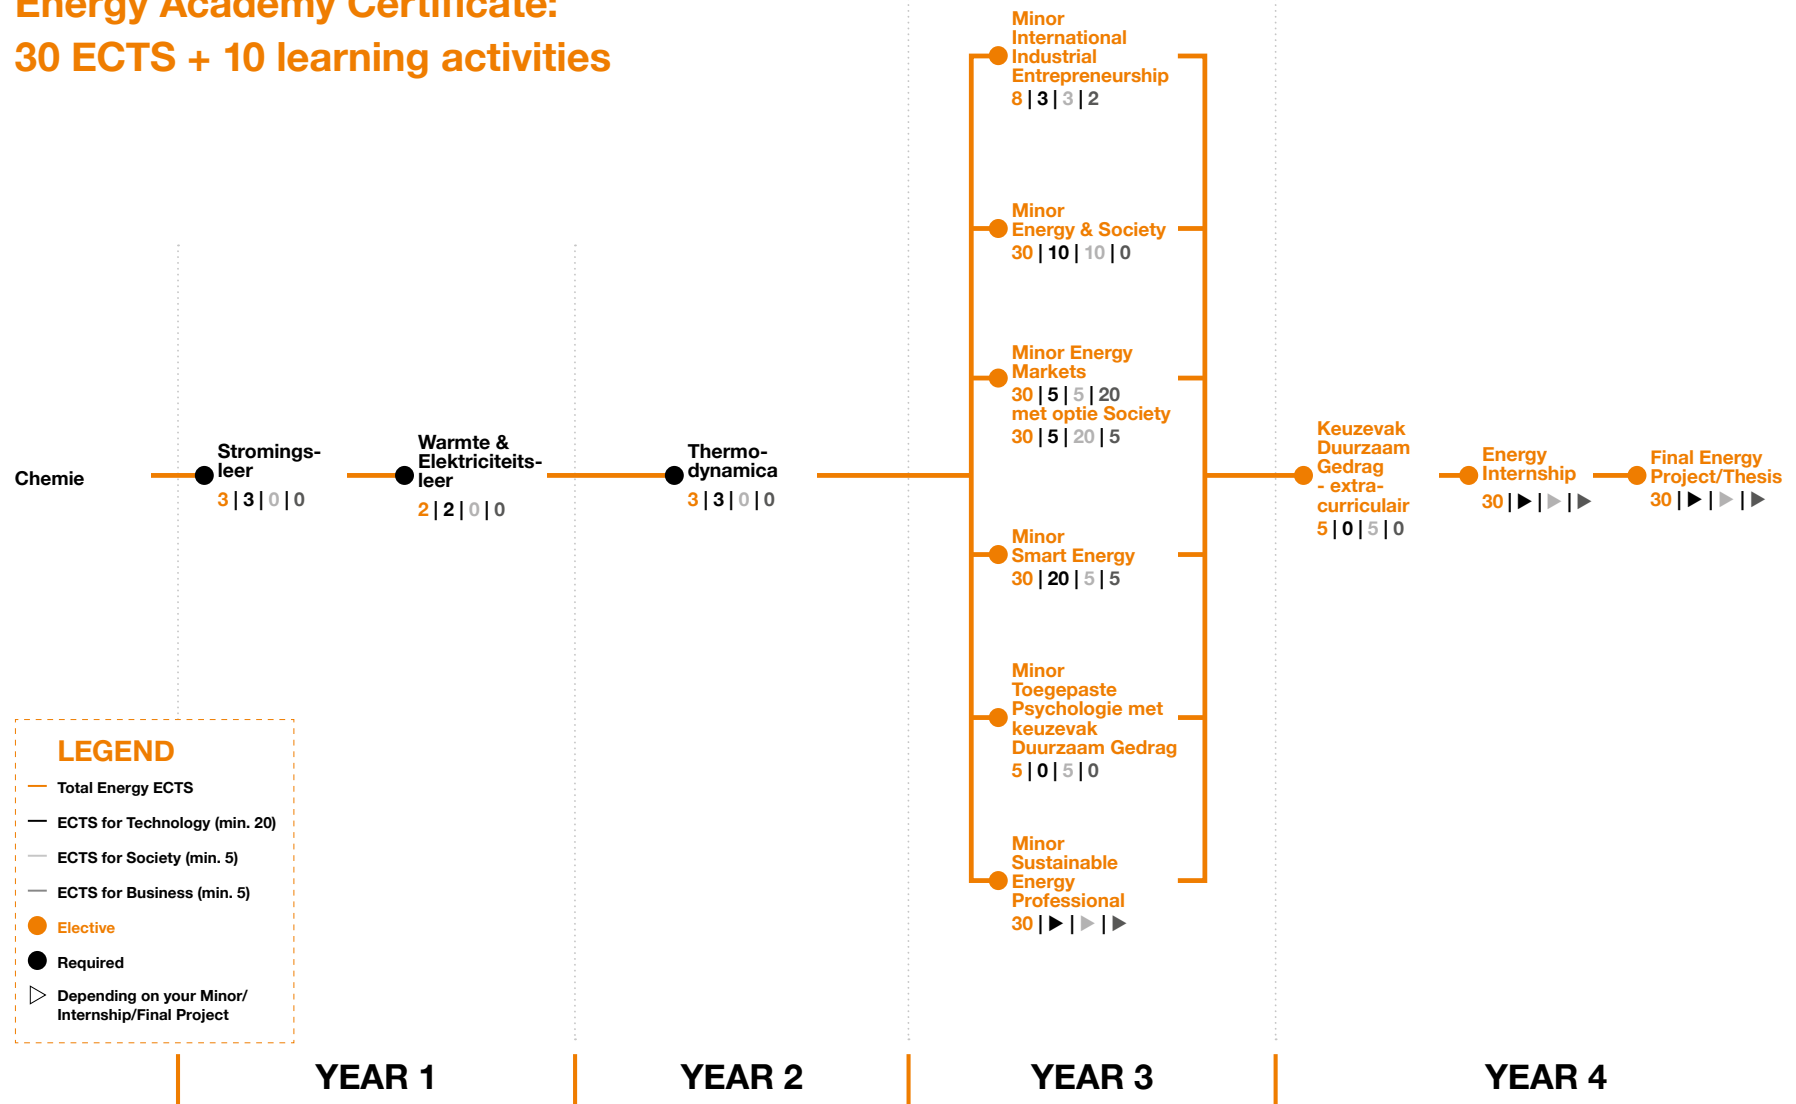 Energy Academy Certificate:
30 ECTS + 10 learning activities
Chemie
Stromings-
leer
3 | 3 | 0 | 0
Warmte &
Elektriciteits-
leer
2 | 2 | 0 | 0
Thermo-
dynamica
3 | 3 | 0 | 0
Minor
International
Industrial
Entrepreneurship
8 | 3 | 3 | 2
Minor
Energy & Society
30 | 10 | 10 | 0
Minor Energy
Markets
30 | 5 | 5 | 20
met optie Society
30 | 5 | 20 | 5
Minor
Smart Energy
30 | 20 | 5 | 5
Minor
Toegepaste
Psychologie met
keuzevak
Duurzaam Gedrag
5 | 0 | 5 | 0
Minor
Sustainable
Energy
Professional
30 | ▶ | ▶ | ▶
Keuzevak
Duurzaam
Gedrag
- extra-
curriculair
5 | 0 | 5 | 0
Energy
Internship
30 | ▶ | ▶ | ▶
Final Energy
Project/Thesis
30 | ▶ | ▶ | ▶
LEGEND
Total Energy ECTS
ECTS for Technology (min. 20)
ECTS for Society (min. 5)
ECTS for Business (min. 5)
Elective
Required
Depending on your Minor/
Internship/Final Project
YEAR 1
YEAR 2
YEAR 3
YEAR 4